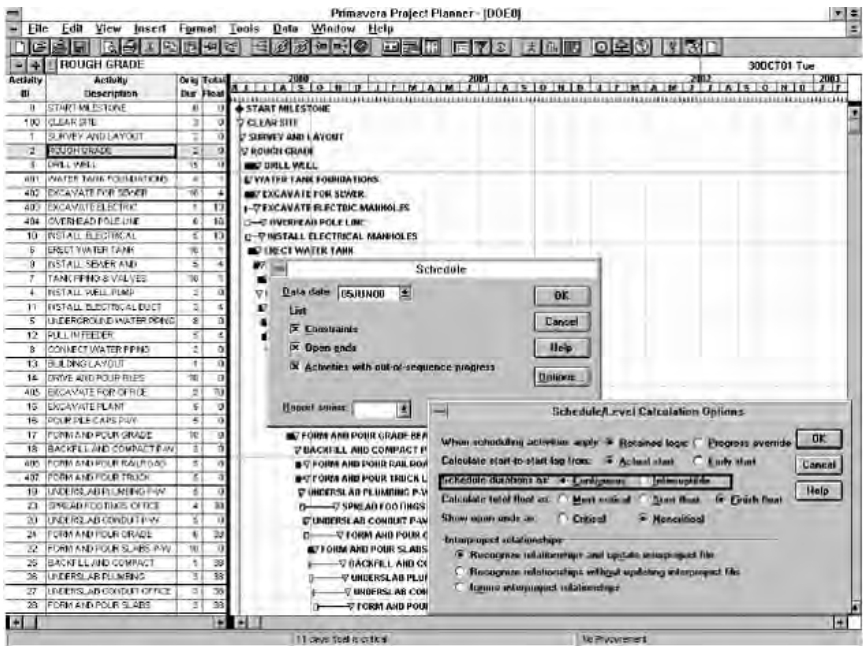 Primavera Project Planner - [DOE0]
File Edit View Insert Format Tools Data Window Help
ROUGH GRADE
30OCT01 Tue
Activity Activity Orig Total 2000 2001 2002 2003
ID Description Dur Float
0 START MILESTONE 0 0 START MILESTONE
100 CLEAR SITE 3 0 CLEAR SITE
1 SURVEY AND LAYOUT 2 0 SURVEY AND LAYOUT
2 ROUGH GRADE 2 0 ROUGH GRADE
3 DRILL WELL 15 0 DRILL WELL
401 WATER TANK FOUNDATIONS 4 1 WATER TANK FOUNDATIONS
402 EXCAVATE FOR SEWER 10 4 EXCAVATE FOR SEWER
403 EXCAVATE ELECTRIC 1 13 EXCAVATE ELECTRIC MANHOLES
404 OVERHEAD POLE LINE 6 OVERHEAD POLE LINE
10 INSTALL ELECTRICAL 5 13 INSTALL ELECTRICAL MANHOLES
6 ERECT WATER TANK 10 1 ERECT WATER TANK
9 INSTALL SEWER AND 5 4
7 TANK PIPING & VALVES 10 1
4 INSTALL WELL PUMP 2 0
11 INSTALL ELECTRICAL DUCT 3 4
5 UNDERGROUND WATER PIPING 8 0
12 PULL IN FEEDER 5 4
8 CONNECT WATER PIPING 2 0
13 BUILDING LAYOUT 1 0
14 DRIVE AND POUR PILES 10 0
405 EXCAVATE FOR OFFICE
15 EXCAVATE PLANT 5 0
16 POUR PILE CAPS P-W 5 0
17 FORM AND POUR GRADE 10 0 FORM AND POUR GRADE BEA
18 BACKFILL AND COMPACT P-W 3 0 BACKFILL AND COMPACT P
406 FORM AND POUR RAILROAD 5 0 FORM AND POUR RAILROA
407 FORM AND POUR TRUCK 5 0 FORM AND POUR TRUCK L
19 UNDERSLAB PLUMBING P-W 5 0 UNDERSLAB PLUMBING P-W
23 SPREAD FOOTINGS OFFICE 4 SPREAD FOOTINGS
20 UNDERSLAB CONDUIT P-W 5 0 UNDERSLAB CONDUIT P-W
24 FORM AND POUR GRADE 6 FORM AND POUR G
22 FORM AND POUR SLABS P-W 10 0 FORM AND POUR SLABS
25 BACKFILL AND COMPACT 1 BACKFILL AND CO
26 UNDERSLAB PLUMBING 3 UNDERSLAB PLU
27 UNDERSLAB CONDUIT OFFICE 3 UNDERSLAB CON
28 FORM AND POUR SLABS 3 FORM AND POU
Schedule
Data date: 05JUN00 OK
List
Constraints Cancel
Open ends Help
Activities with out-of-sequence progress
Options...
Report series:
Schedule/Level Calculation Options
When scheduling activities apply: Retained logic Progress override OK
Calculate start-to-start lag from: Actual start Early start Cancel
Schedule durations as: Contiguous Interruptible
Calculate total float as: Most critical Start float Finish float Help
Show open ends as: Critical Noncritical
Interproject relationships
Recognize relationships and update interproject file
Recognize relationships without updating interproject file
Ignore interproject relationships
11 days float is critical No Procurement